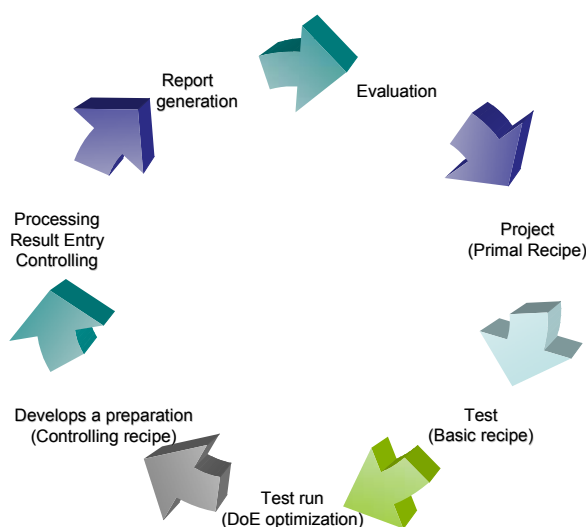 Report
generation
Evaluation
Project
(Primal Recipe)
Test
(Basic recipe)
Test run
(DoE optimization)
Develops a preparation
(Controlling recipe)
Processing
Result Entry
Controlling